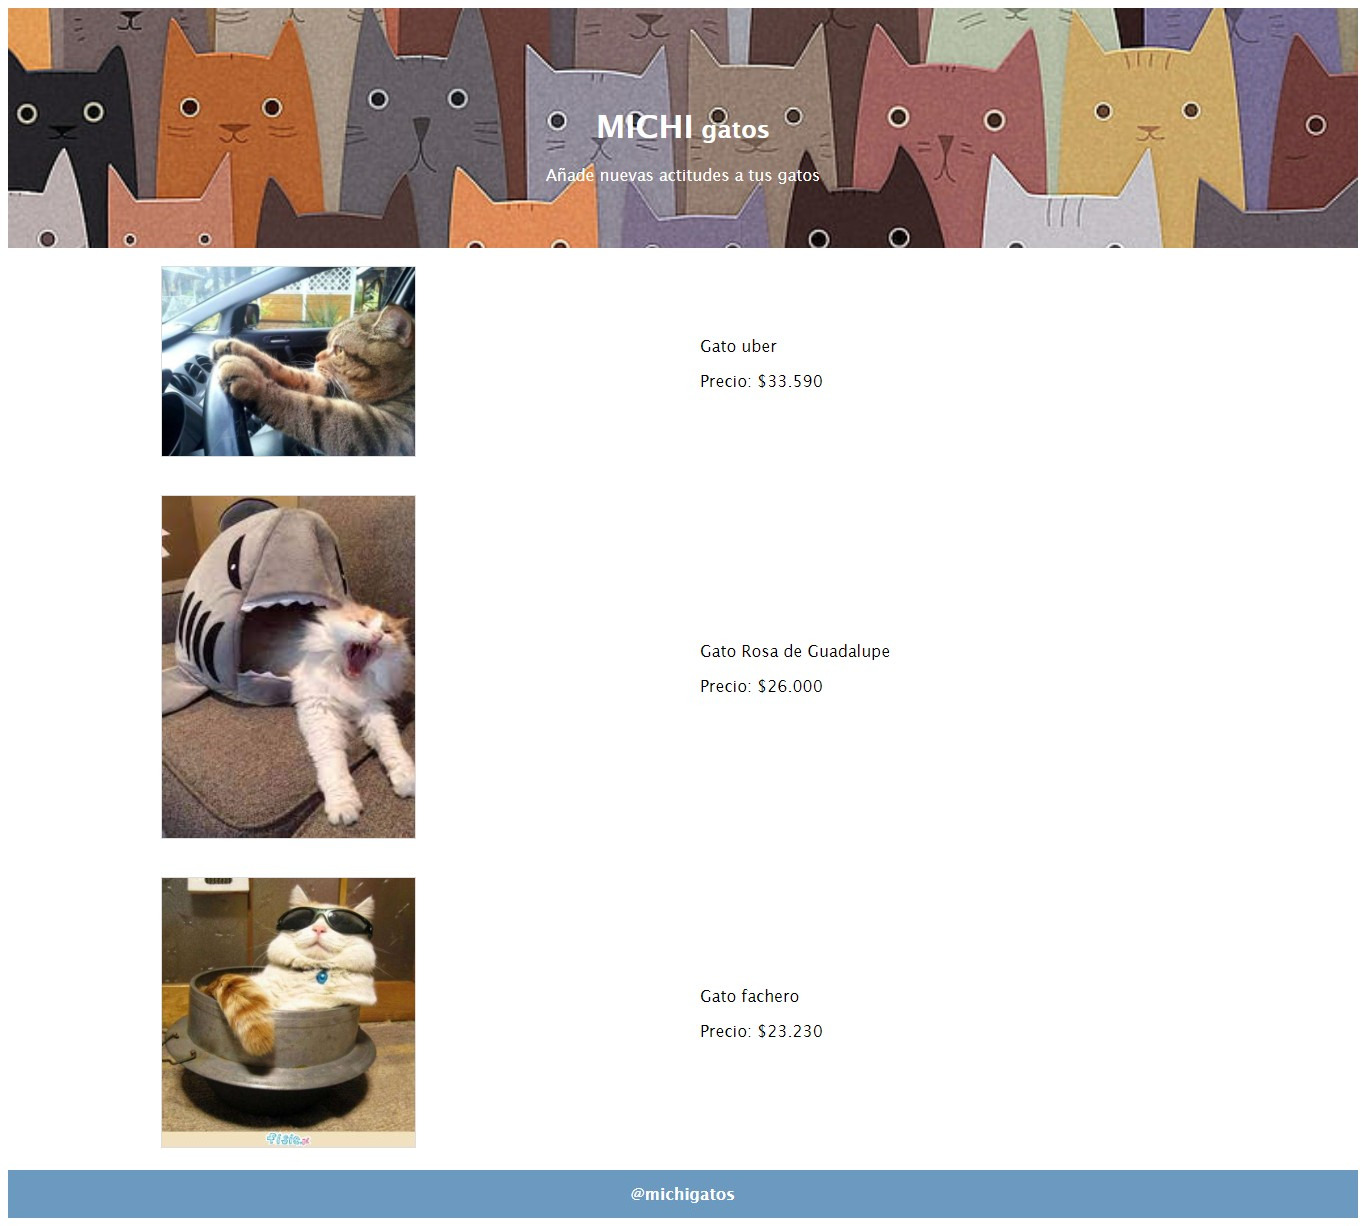 MICHI gatos
Añade nuevas actitudes a tus gatos
Gato uber
Precio: $33.590
Gato Rosa de Guadalupe
Precio: $26.000
Gato fachero
Precio: $23.230
@michigatos